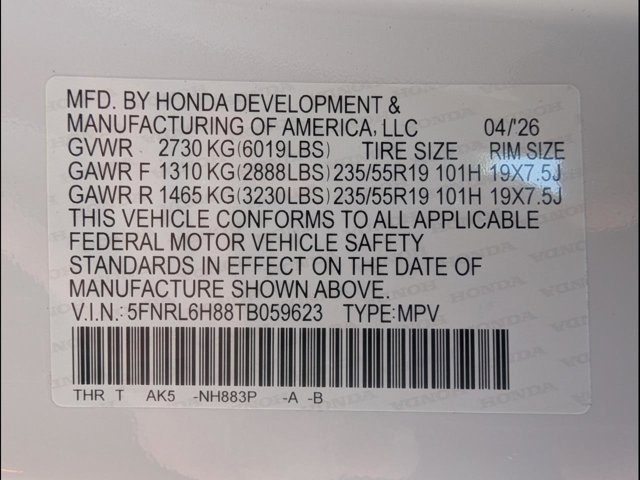 MFD. BY HONDA DEVELOPMENT &
MANUFACTURING OF AMERICA, LLC 04/'26
GVWR 2730 KG(6019LBS) TIRE SIZE RIM SIZE
GAWR F 1310 KG(2888LBS) 235/55R19 101H 19X7.5J
GAWR R 1465 KG(3230LBS) 235/55R19 101H 19X7.5J
THIS VEHICLE CONFORMS TO ALL APPLICABLE
FEDERAL MOTOR VEHICLE SAFETY
STANDARDS IN EFFECT ON THE DATE OF
MANUFACTURE SHOWN ABOVE.
V.I.N.: 5FNRL6H88TB059623 TYPE: MPV
THR T AK5 -NH883P -A -B